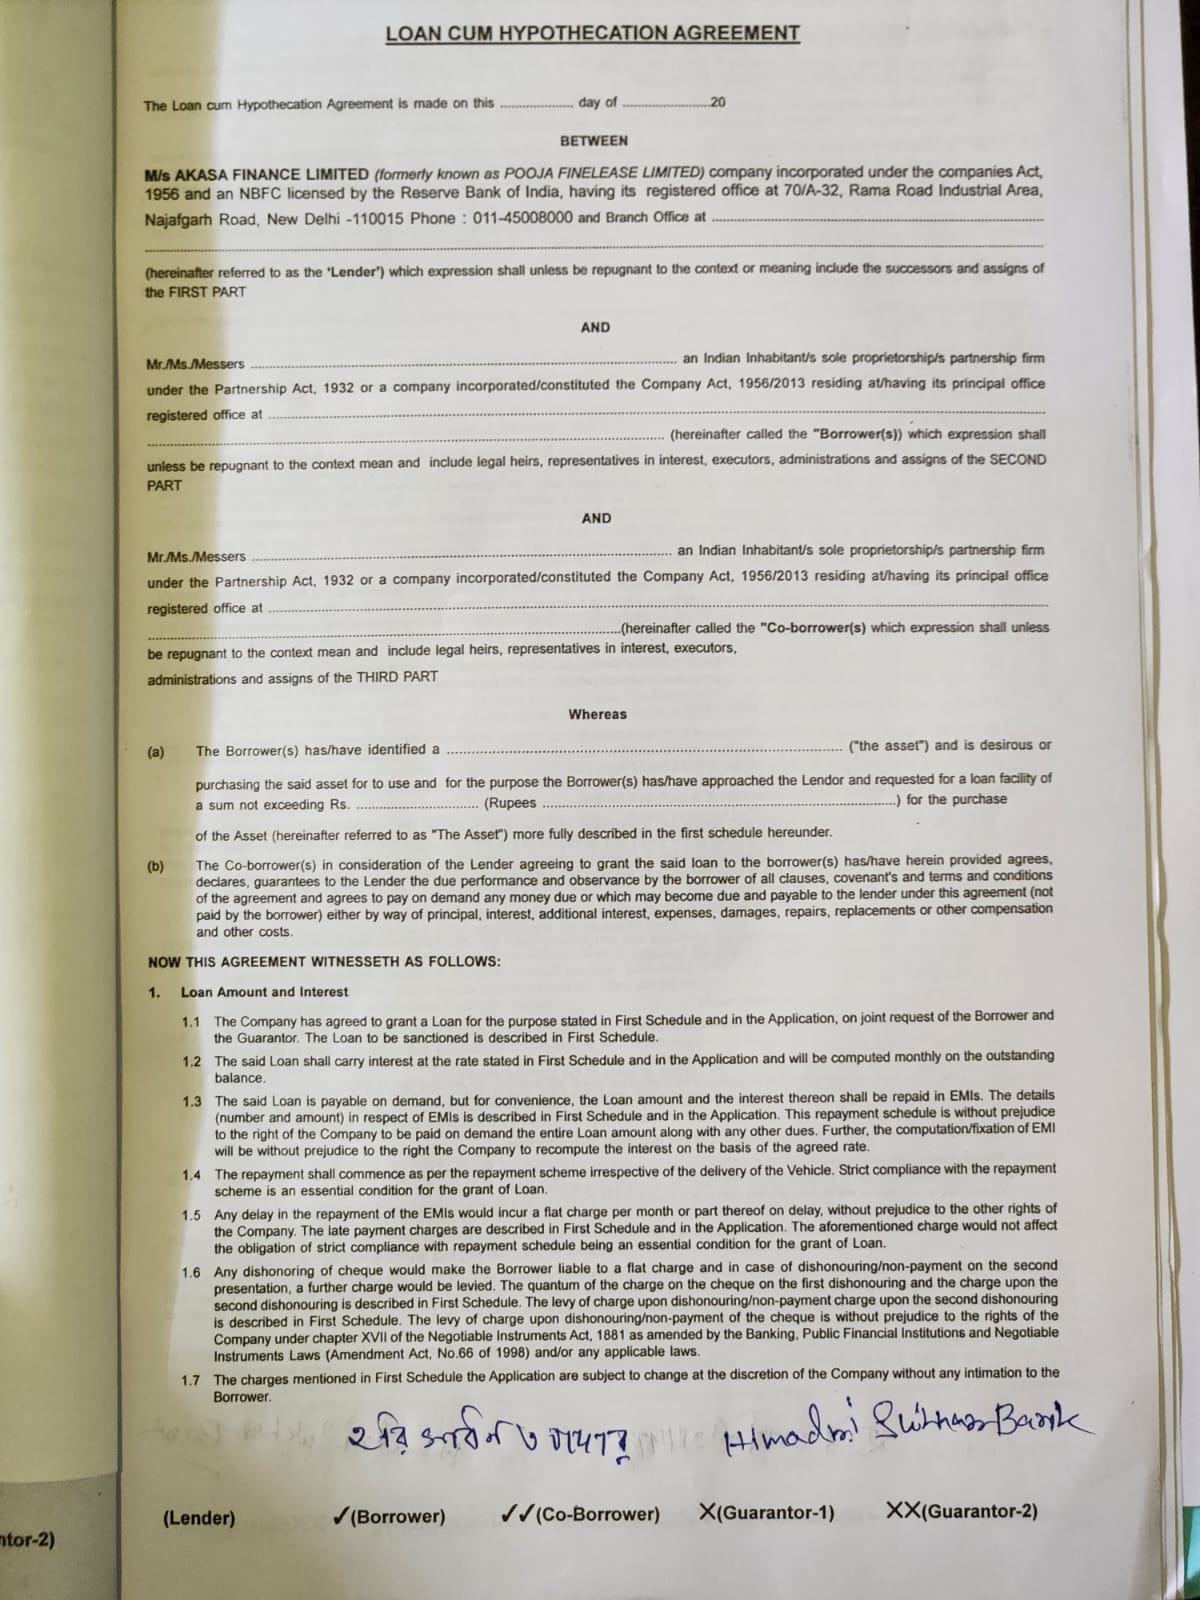 LOAN CUM HYPOTHECATION AGREEMENT
The Loan cum Hypothecation Agreement is made on this .................... day of ........................20
BETWEEN
M/s AKASA FINANCE LIMITED (formerly known as POOJA FINELEASE LIMITED) company incorporated under the companies Act,
1956 and an NBFC licensed by the Reserve Bank of India, having its registered office at 70/A-32, Rama Road Industrial Area,
Najafgarh Road, New Delhi -110015 Phone : 011-45008000 and Branch Office at ................................
................................
(hereinafter referred to as the 'Lender') which expression shall unless be repugnant to the context or meaning include the successors and assigns of
the FIRST PART
AND
Mr./Ms./Messers ................................ an Indian Inhabitant/s sole proprietorship/s partnership firm
under the Partnership Act, 1932 or a company incorporated/constituted the Company Act, 1956/2013 residing at/having its principal office
registered office at ................................
................................ (hereinafter called the "Borrower(s)) which expression shall
unless be repugnant to the context mean and include legal heirs, representatives in interest, executors, administrations and assigns of the SECOND
PART
AND
Mr./Ms./Messers ................................ an Indian Inhabitant/s sole proprietorship/s partnership firm
under the Partnership Act, 1932 or a company incorporated/constituted the Company Act, 1956/2013 residing at/having its principal office
registered office at ................................
................................(hereinafter called the "Co-borrower(s) which expression shall unless
be repugnant to the context mean and include legal heirs, representatives in interest, executors,
administrations and assigns of the THIRD PART
Whereas
(a) The Borrower(s) has/have identified a ................................ ("the asset") and is desirous or
purchasing the said asset for to use and for the purpose the Borrower(s) has/have approached the Lendor and requested for a loan facility of
a sum not exceeding Rs. ............................... (Rupees ................................) for the purchase
of the Asset (hereinafter referred to as "The Asset") more fully described in the first schedule hereunder.
(b) The Co-borrower(s) in consideration of the Lender agreeing to grant the said loan to the borrower(s) has/have herein provided agrees,
declares, guarantees to the Lender the due performance and observance by the borrower of all clauses, covenant's and terms and conditions
of the agreement and agrees to pay on demand any money due or which may become due and payable to the lender under this agreement (not
paid by the borrower) either by way of principal, interest, additional interest, expenses, damages, repairs, replacements or other compensation
and other costs.
NOW THIS AGREEMENT WITNESSETH AS FOLLOWS:
1. Loan Amount and Interest
1.1 The Company has agreed to grant a Loan for the purpose stated in First Schedule and in the Application, on joint request of the Borrower and
the Guarantor. The Loan to be sanctioned is described in First Schedule.
1.2 The said Loan shall carry interest at the rate stated in First Schedule and in the Application and will be computed monthly on the outstanding
balance.
1.3 The said Loan is payable on demand, but for convenience, the Loan amount and the interest thereon shall be repaid in EMIs. The details
(number and amount) in respect of EMIs is described in First Schedule and in the Application. This repayment schedule is without prejudice
to the right of the Company to be paid on demand the entire Loan amount along with any other dues. Further, the computation/fixation of EMI
will be without prejudice to the right the Company to recompute the interest on the basis of the agreed rate.
1.4 The repayment shall commence as per the repayment scheme irrespective of the delivery of the Vehicle. Strict compliance with the repayment
scheme is an essential condition for the grant of Loan.
1.5 Any delay in the repayment of the EMIs would incur a flat charge per month or part thereof on delay, without prejudice to the other rights of
the Company. The late payment charges are described in First Schedule and in the Application. The aforementioned charge would not affect
the obligation of strict compliance with repayment schedule being an essential condition for the grant of Loan.
1.6 Any dishonoring of cheque would make the Borrower liable to a flat charge and in case of dishonouring/non-payment on the second
presentation, a further charge would be levied. The quantum of the charge on the cheque on the first dishonouring and the charge upon the
second dishonouring is described in First Schedule. The levy of charge upon dishonouring/non-payment charge upon the second dishonouring
is described in First Schedule. The levy of charge upon dishonouring/non-payment of the cheque is without prejudice to the rights of the
Company under chapter XVII of the Negotiable Instruments Act, 1881 as amended by the Banking, Public Financial Institutions and Negotiable
Instruments Laws (Amendment Act, No.66 of 1998) and/or any applicable laws.
1.7 The charges mentioned in First Schedule the Application are subject to change at the discretion of the Company without any intimation to the
Borrower.
Himadri
(Lender) ✓(Borrower) ✓✓(Co-Borrower) X(Guarantor-1) XX(Guarantor-2)
ntor-2)